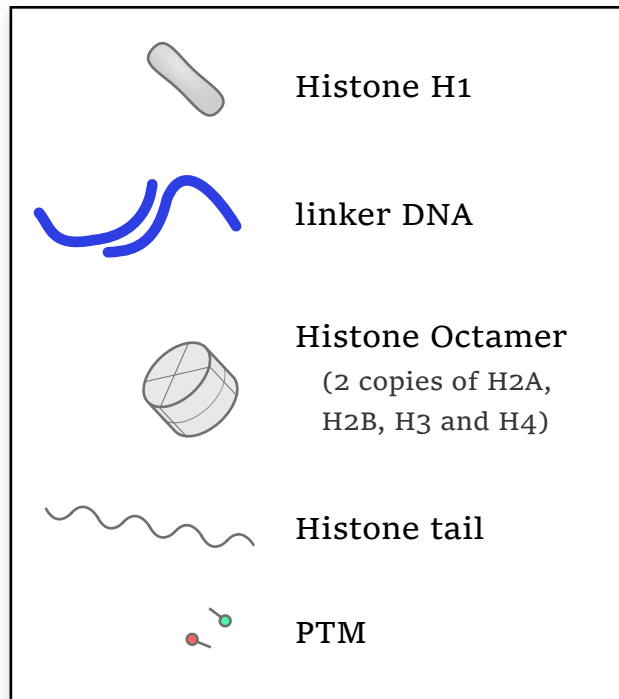 Histone H1
linker DNA
Histone Octamer
(2 copies of H2A,
H2B, H3 and H4)
Histone tail
PTM